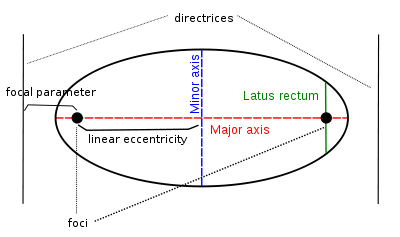 directrices
Minor axis
focal parameter
Latus rectum
Major axis
linear eccentricity
foci